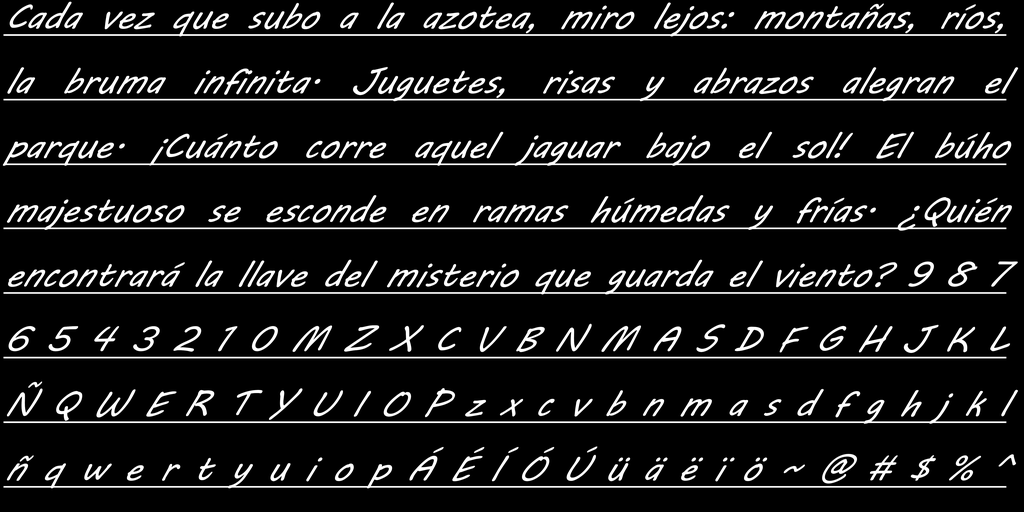 Cada vez que subo a la azotea, miro lejos: montañas, ríos,
la bruma infinita. Juguetes, risas y abrazos alegran el
parque. ¡Cuánto corre aquel jaguar bajo el sol! El búho
majestuoso se esconde en ramas húmedas y frías. ¿Quién
encontrará la llave del misterio que guarda el viento? 9 8 7
6 5 4 3 2 1 0 M Z X C V B N M A S D F G H J K L
Ñ Q W E R T Y U I O P z x c v b n m a s d f g h j k l
ñ q w e r t y u i o p Á É Í Ó Ú ü ä ë ï ö ~ @ # $ % ^